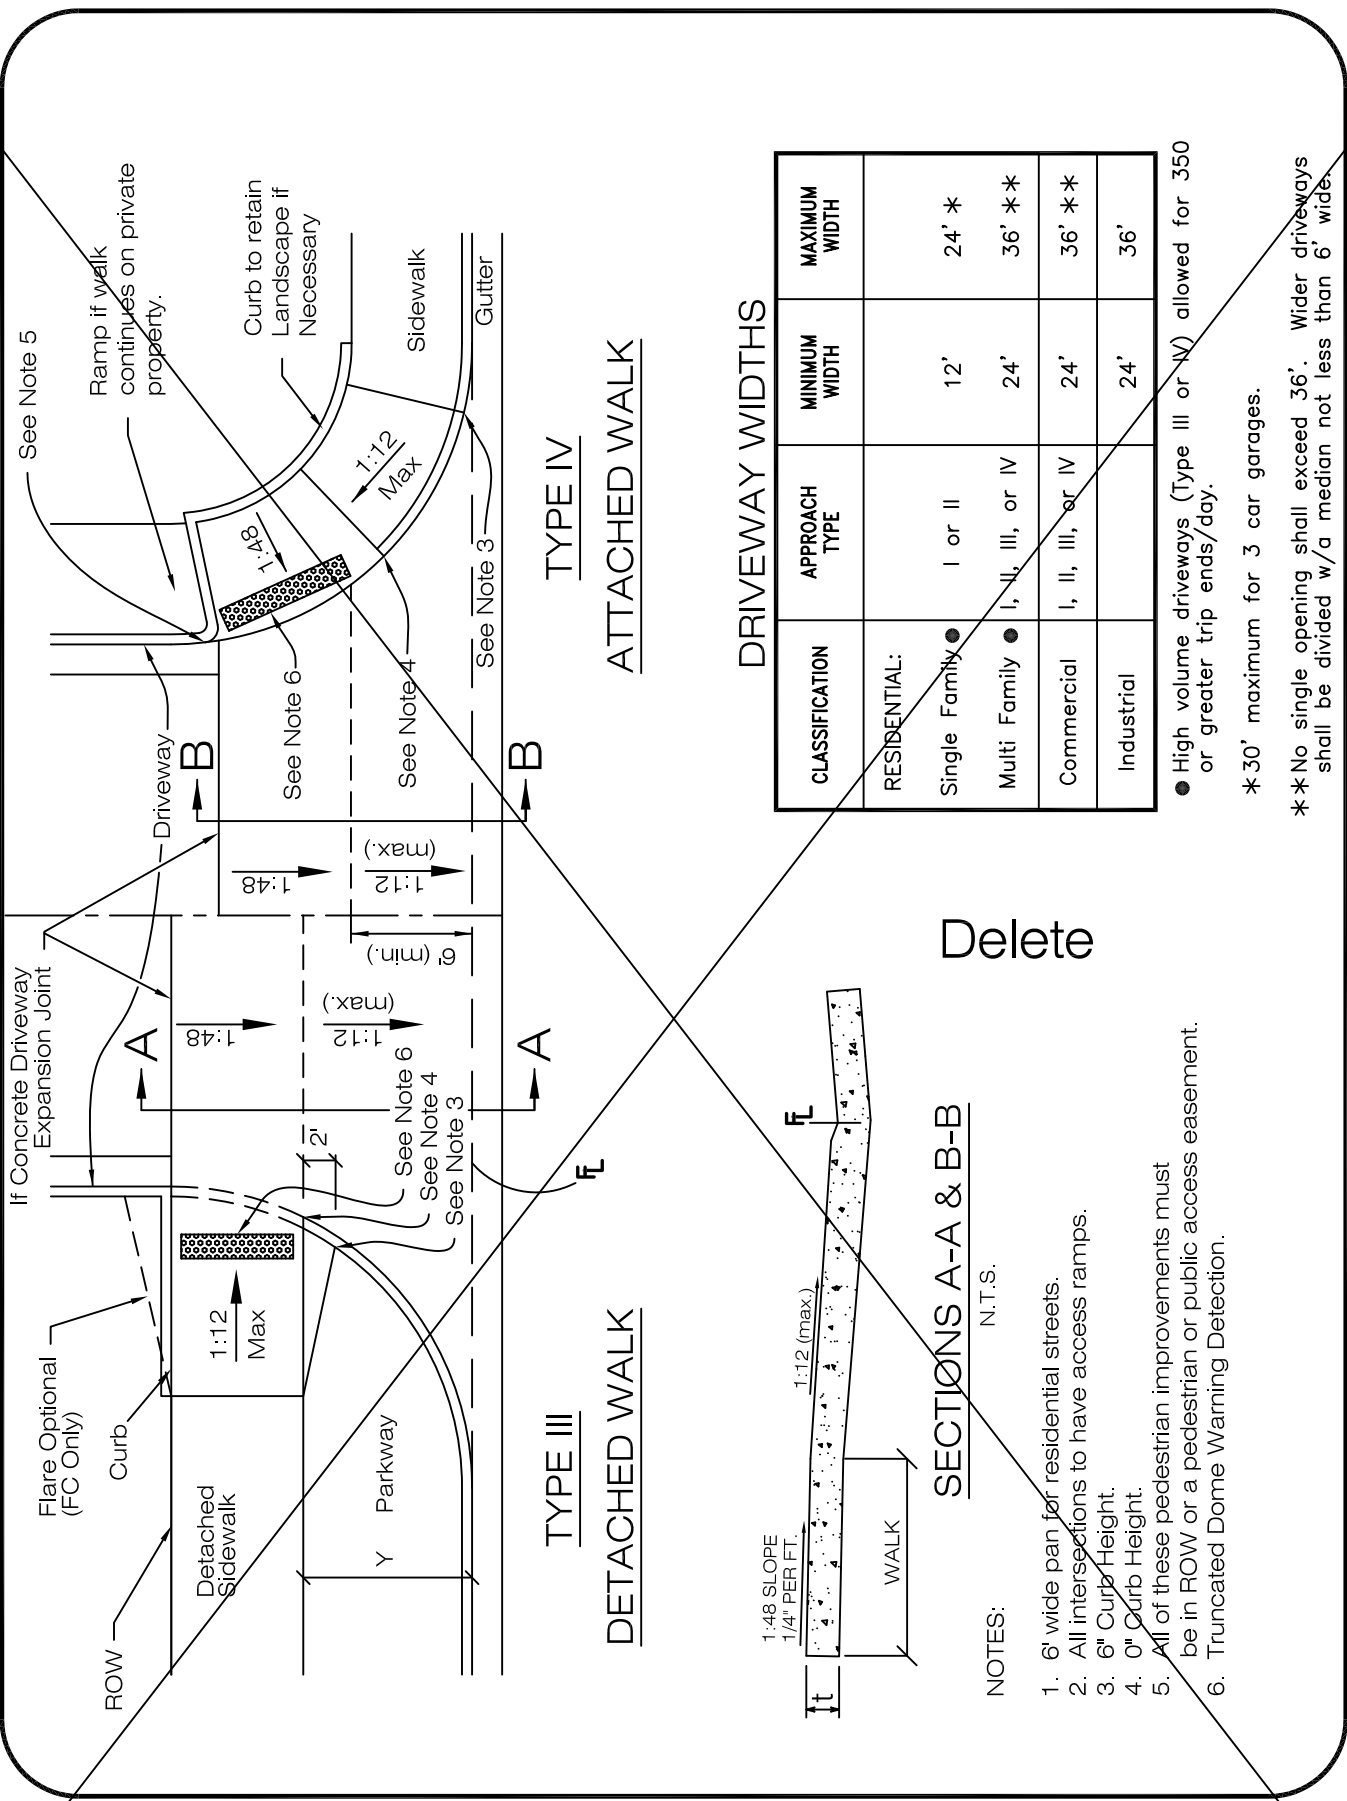 If Concrete Driveway
Expansion Joint
Driveway
See Note 5
Ramp if walk
continues on private
property.
Flare Optional
(FC Only)
Curb
ROW
Curb to retain
Landscape if
Necessary
Detached
Sidewalk
1:12
Max
1:48
1:12
(max.)
A
A
2'
6' (min.)
1:48
1:12
(max.)
B
B
1:48
1:12
Max
Sidewalk
Gutter
See Note 6
See Note 4
See Note 3
See Note 6
See Note 4
See Note 3
Y
Parkway
FL
TYPE III
DETACHED WALK
TYPE IV
ATTACHED WALK
1:48 SLOPE
1/4" PER FT.
1:12 (max.)
FL
t
WALK
SECTIONS A-A & B-B
N.T.S.
Delete
NOTES:
1. 6' wide pan for residential streets.
2. All intersections to have access ramps.
3. 6" Curb Height.
4. 0" Curb Height.
5. All of these pedestrian improvements must
be in ROW or a pedestrian or public access easement.
6. Truncated Dome Warning Detection.
DRIVEWAY WIDTHS
CLASSIFICATION APPROACH TYPE MINIMUM WIDTH MAXIMUM WIDTH
RESIDENTIAL:
Single Family ● I or II 12' 24' *
Multi Family ● I, II, III, or IV 24' 36' **
Commercial I, II, III, or IV 24' 36' **
Industrial 24' 36'
● High volume driveways (Type III or IV) allowed for 350
or greater trip ends/day.
*30' maximum for 3 car garages.
**No single opening shall exceed 36'. Wider driveways
shall be divided w/a median not less than 6' wide.